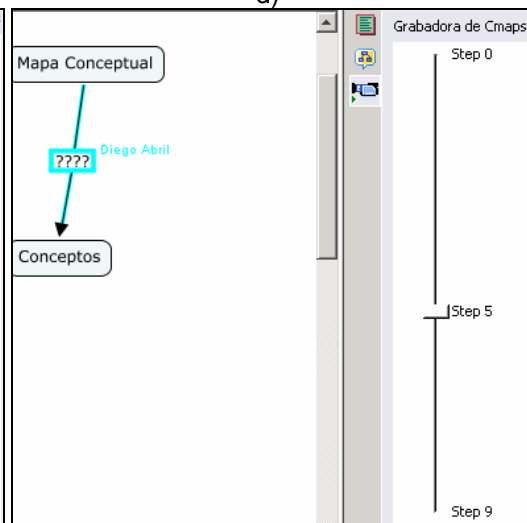 d)
Mapa Conceptual
????
Diego Abril
Conceptos
Grabadora de Cmaps
Step 0
Step 5
Step 9